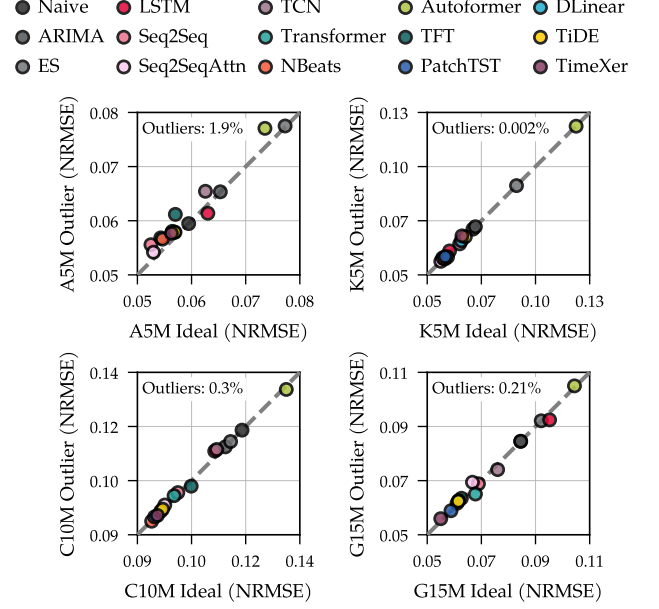 Naive LSTM TCN Autoformer DLinear
ARIMA Seq2Seq Transformer TFT TiDE
ES Seq2SeqAttn NBeats PatchTST TimeXer
A5M Outlier (NRMSE)
0.08
0.07
0.06
0.05
Outliers: 1.9%
0.05 0.06 0.07 0.08
A5M Ideal (NRMSE)
K5M Outlier (NRMSE)
0.13
0.10
0.07
0.05
Outliers: 0.002%
0.05 0.07 0.10 0.13
K5M Ideal (NRMSE)
C10M Outlier (NRMSE)
0.14
0.12
0.10
0.09
Outliers: 0.3%
0.09 0.10 0.12 0.14
C10M Ideal (NRMSE)
G15M Outlier (NRMSE)
0.11
0.09
0.07
0.05
Outliers: 0.21%
0.05 0.07 0.09 0.11
G15M Ideal (NRMSE)